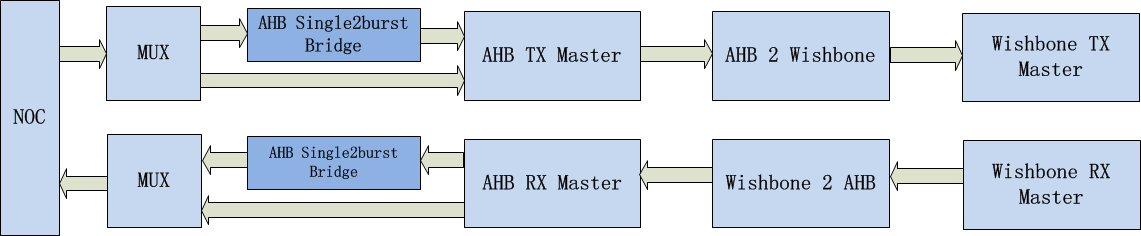 NOC
MUX
AHB Single2burst
Bridge
AHB TX Master
AHB 2 Wishbone
Wishbone TX
Master
MUX
AHB Single2burst
Bridge
AHB RX Master
Wishbone 2 AHB
Wishbone RX
Master